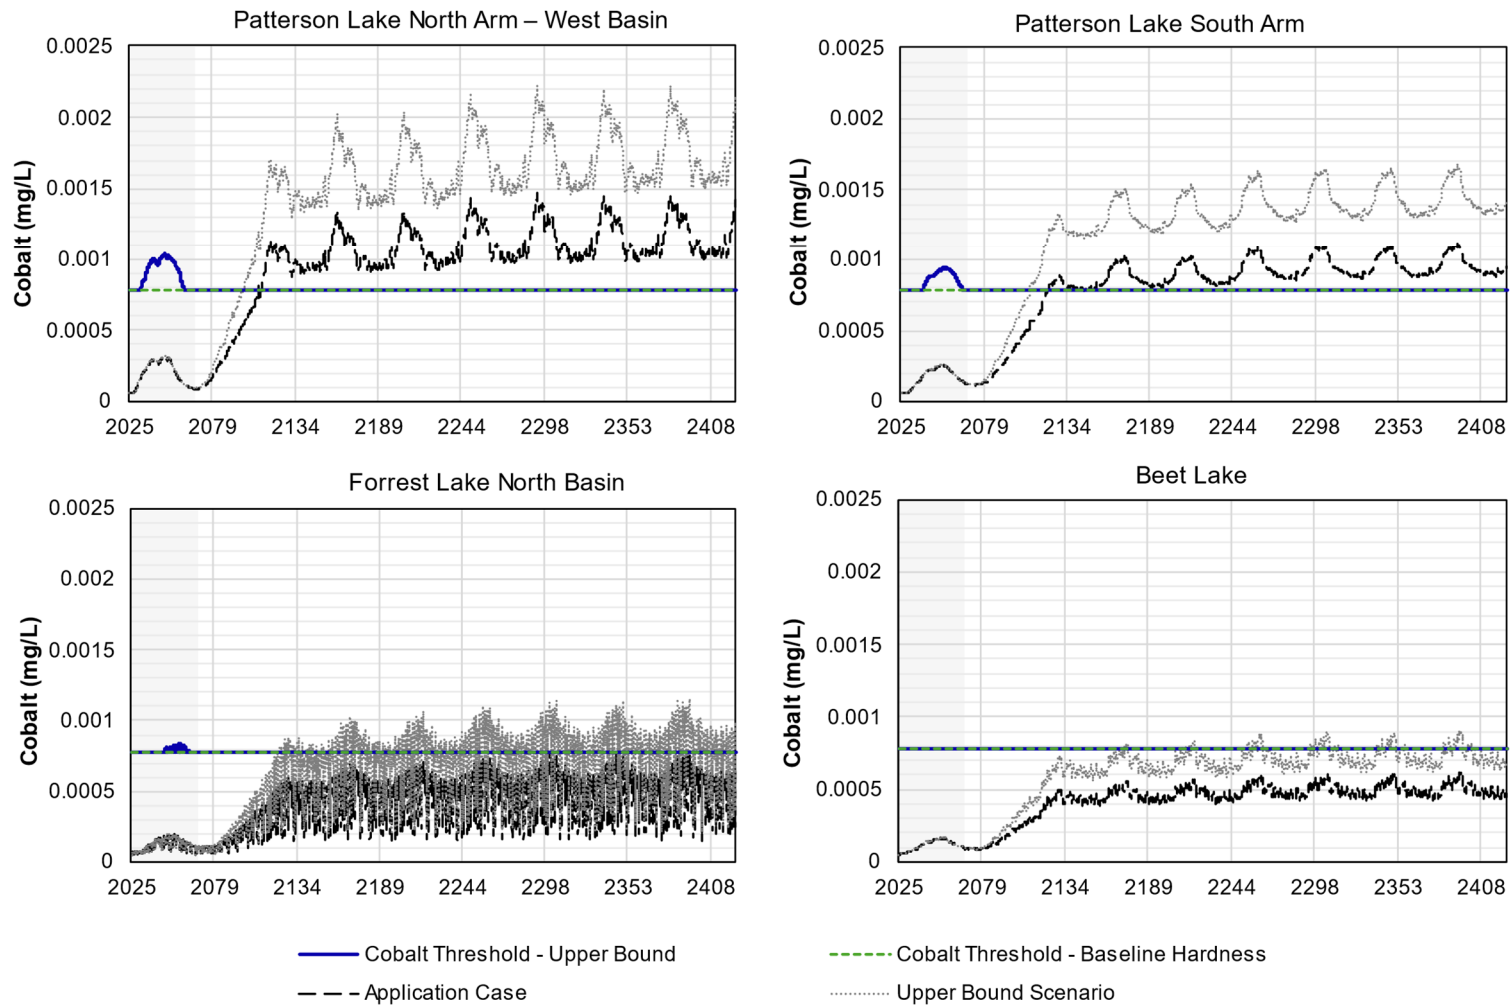 Patterson Lake North Arm – West Basin
Cobalt (mg/L)
0.0025
0.002
0.0015
0.001
0.0005
0
2025 2079 2134 2189 2244 2298 2353 2408
Patterson Lake South Arm
Cobalt (mg/L)
0.0025
0.002
0.0015
0.001
0.0005
0
2025 2079 2134 2189 2244 2298 2353 2408
Forrest Lake North Basin
Cobalt (mg/L)
0.0025
0.002
0.0015
0.001
0.0005
0
2025 2079 2134 2189 2244 2298 2353 2408
Beet Lake
Cobalt (mg/L)
0.0025
0.002
0.0015
0.001
0.0005
0
2025 2079 2134 2189 2244 2298 2353 2408
Cobalt Threshold - Upper Bound
Cobalt Threshold - Baseline Hardness
Application Case
Upper Bound Scenario